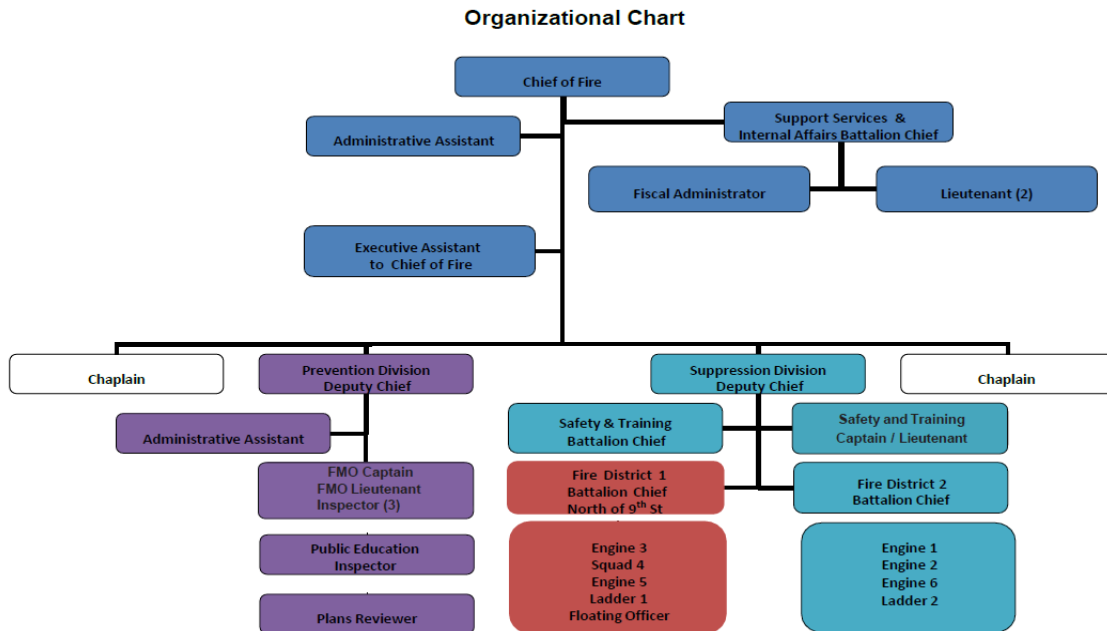 Organizational Chart
Chief of Fire
Support Services &
Internal Affairs Battalion Chief
Administrative Assistant
Fiscal Administrator
Lieutenant (2)
Executive Assistant
to Chief of Fire
Chaplain
Prevention Division
Deputy Chief
Suppression Division
Deputy Chief
Chaplain
Administrative Assistant
Safety & Training
Battalion Chief
Safety and Training
Captain / Lieutenant
FMO Captain
FMO Lieutenant
Inspector (3)
Fire District 1
Battalion Chief
North of 9th St
Fire District 2
Battalion Chief
Public Education
Inspector
Plans Reviewer
Engine 3
Squad 4
Engine 5
Ladder 1
Floating Officer
Engine 1
Engine 2
Engine 6
Ladder 2